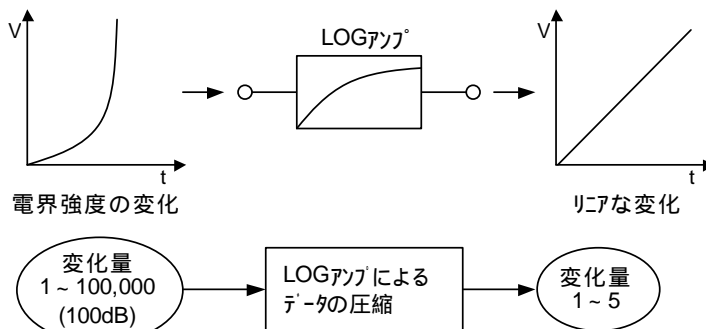 V
t
電界強度の変化
LOGｱﾝﾌﾟ
V
t
ﾘﾆｱな変化
変化量
1~100,000
(100dB)
LOGｱﾝﾌﾟによる
ﾃﾞｰﾀの圧縮
変化量
1~5